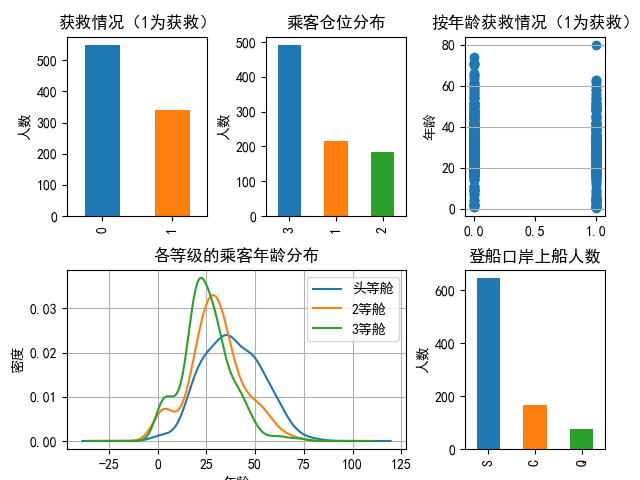 获救情况（1为获救）
人数
500
400
300
200
100
0
0 1
乘客仓位分布
人数
500
400
300
200
100
0
3 1 2
按年龄获救情况（1为获救）
年龄
80
60
40
20
0
0.0 0.5 1.0
各等级的乘客年龄分布
密度
0.03
0.02
0.01
0.00
−25 0 25 50 75 100 125
年龄
头等舱
2等舱
3等舱
登船口岸上船人数
人数
600
400
200
0
S C Q